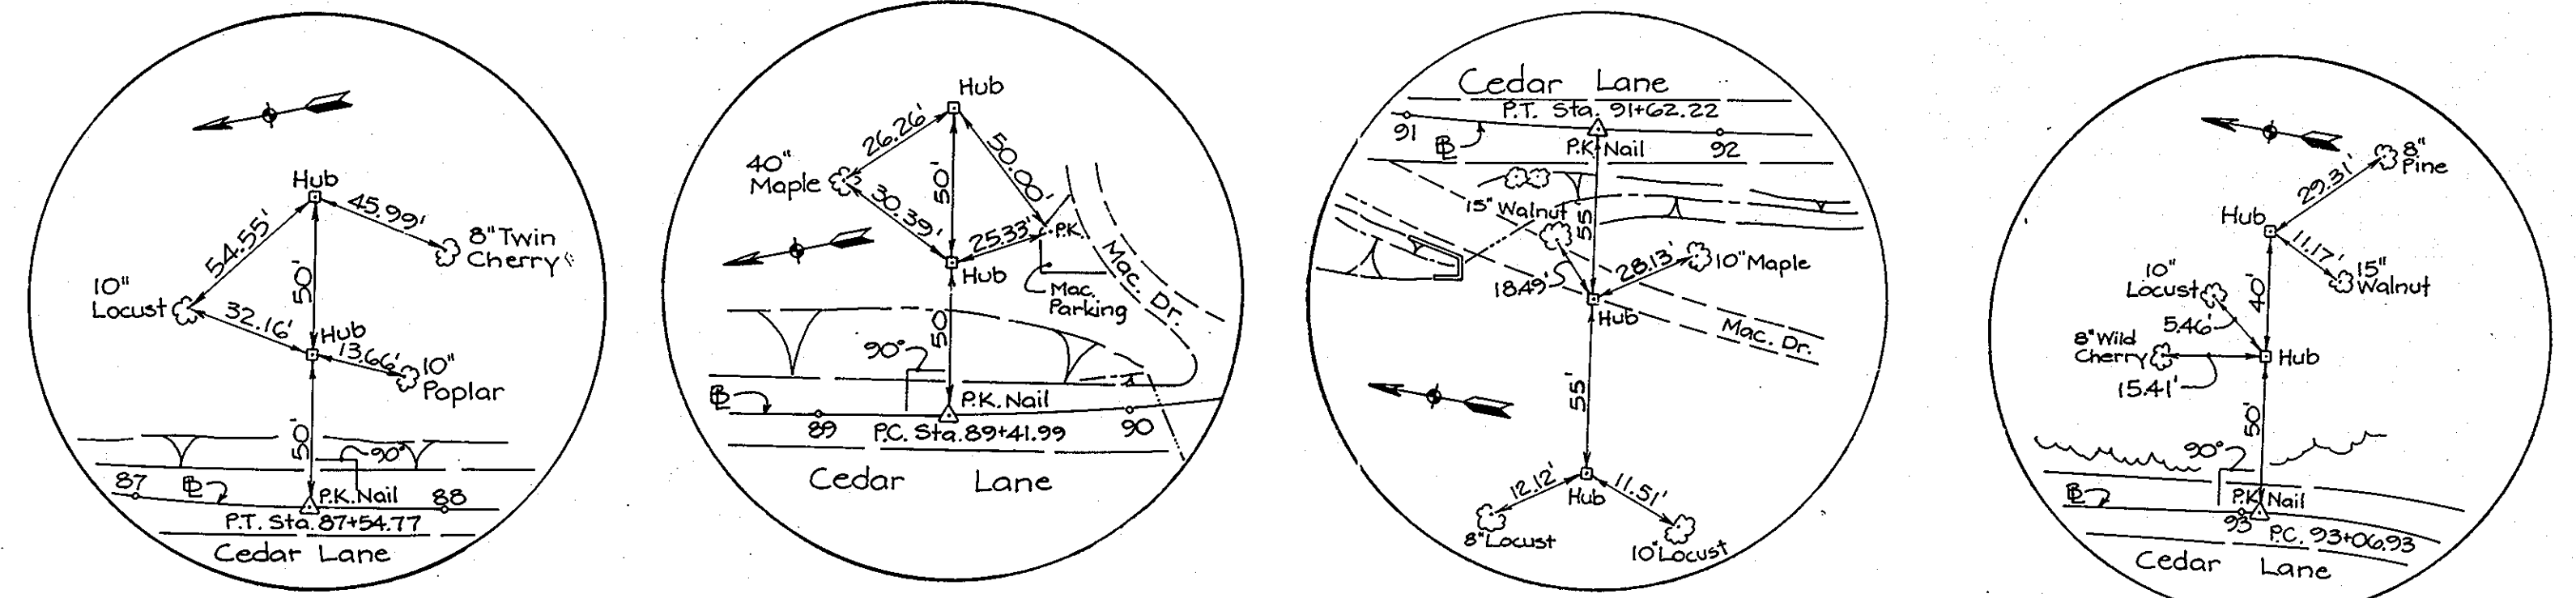 Hub
45.99'
54.55'
8" Twin
Cherry
50'
10"
Locust
32.16'
Hub
13.66'
10"
Poplar
50'
90°
87
BL
P.K. Nail
88
P.T. Sta. 87+54.77
Cedar Lane
Hub
26.26'
50.00'
40"
Maple
50'
30.39'
25.33'
P.K.
Hub
Mac.
Parking
Mac. Dr.
50'
90°
BL
P.K. Nail
89
P.C. Sta. 89+41.99
90
Cedar Lane
Cedar Lane
P.T. Sta. 91+62.22
91
BL
P.K. Nail
92
15" Walnut
55'
28.13'
10" Maple
18.49'
Hub
Mac. Dr.
55'
12.12'
Hub
11.51'
8" Locust
10" Locust
8"
Pine
29.31'
Hub
11.17'
15"
Walnut
10"
Locust
40'
5.46'
8" Wild
Cherry
Hub
15.41'
50'
90°
BL
P.K. Nail
93
P.C. 93+06.93
Cedar Lane